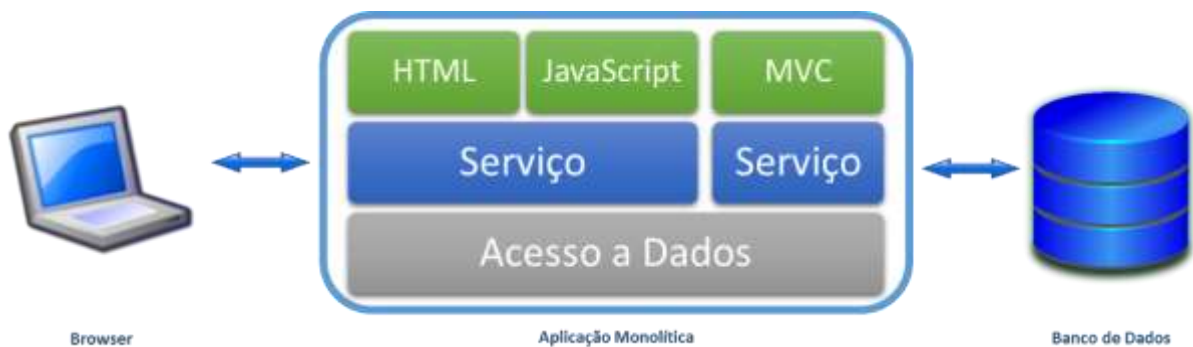 HTML
JavaScript
MVC
Serviço
Serviço
Acesso a Dados
Browser
Aplicação Monolítica
Banco de Dados